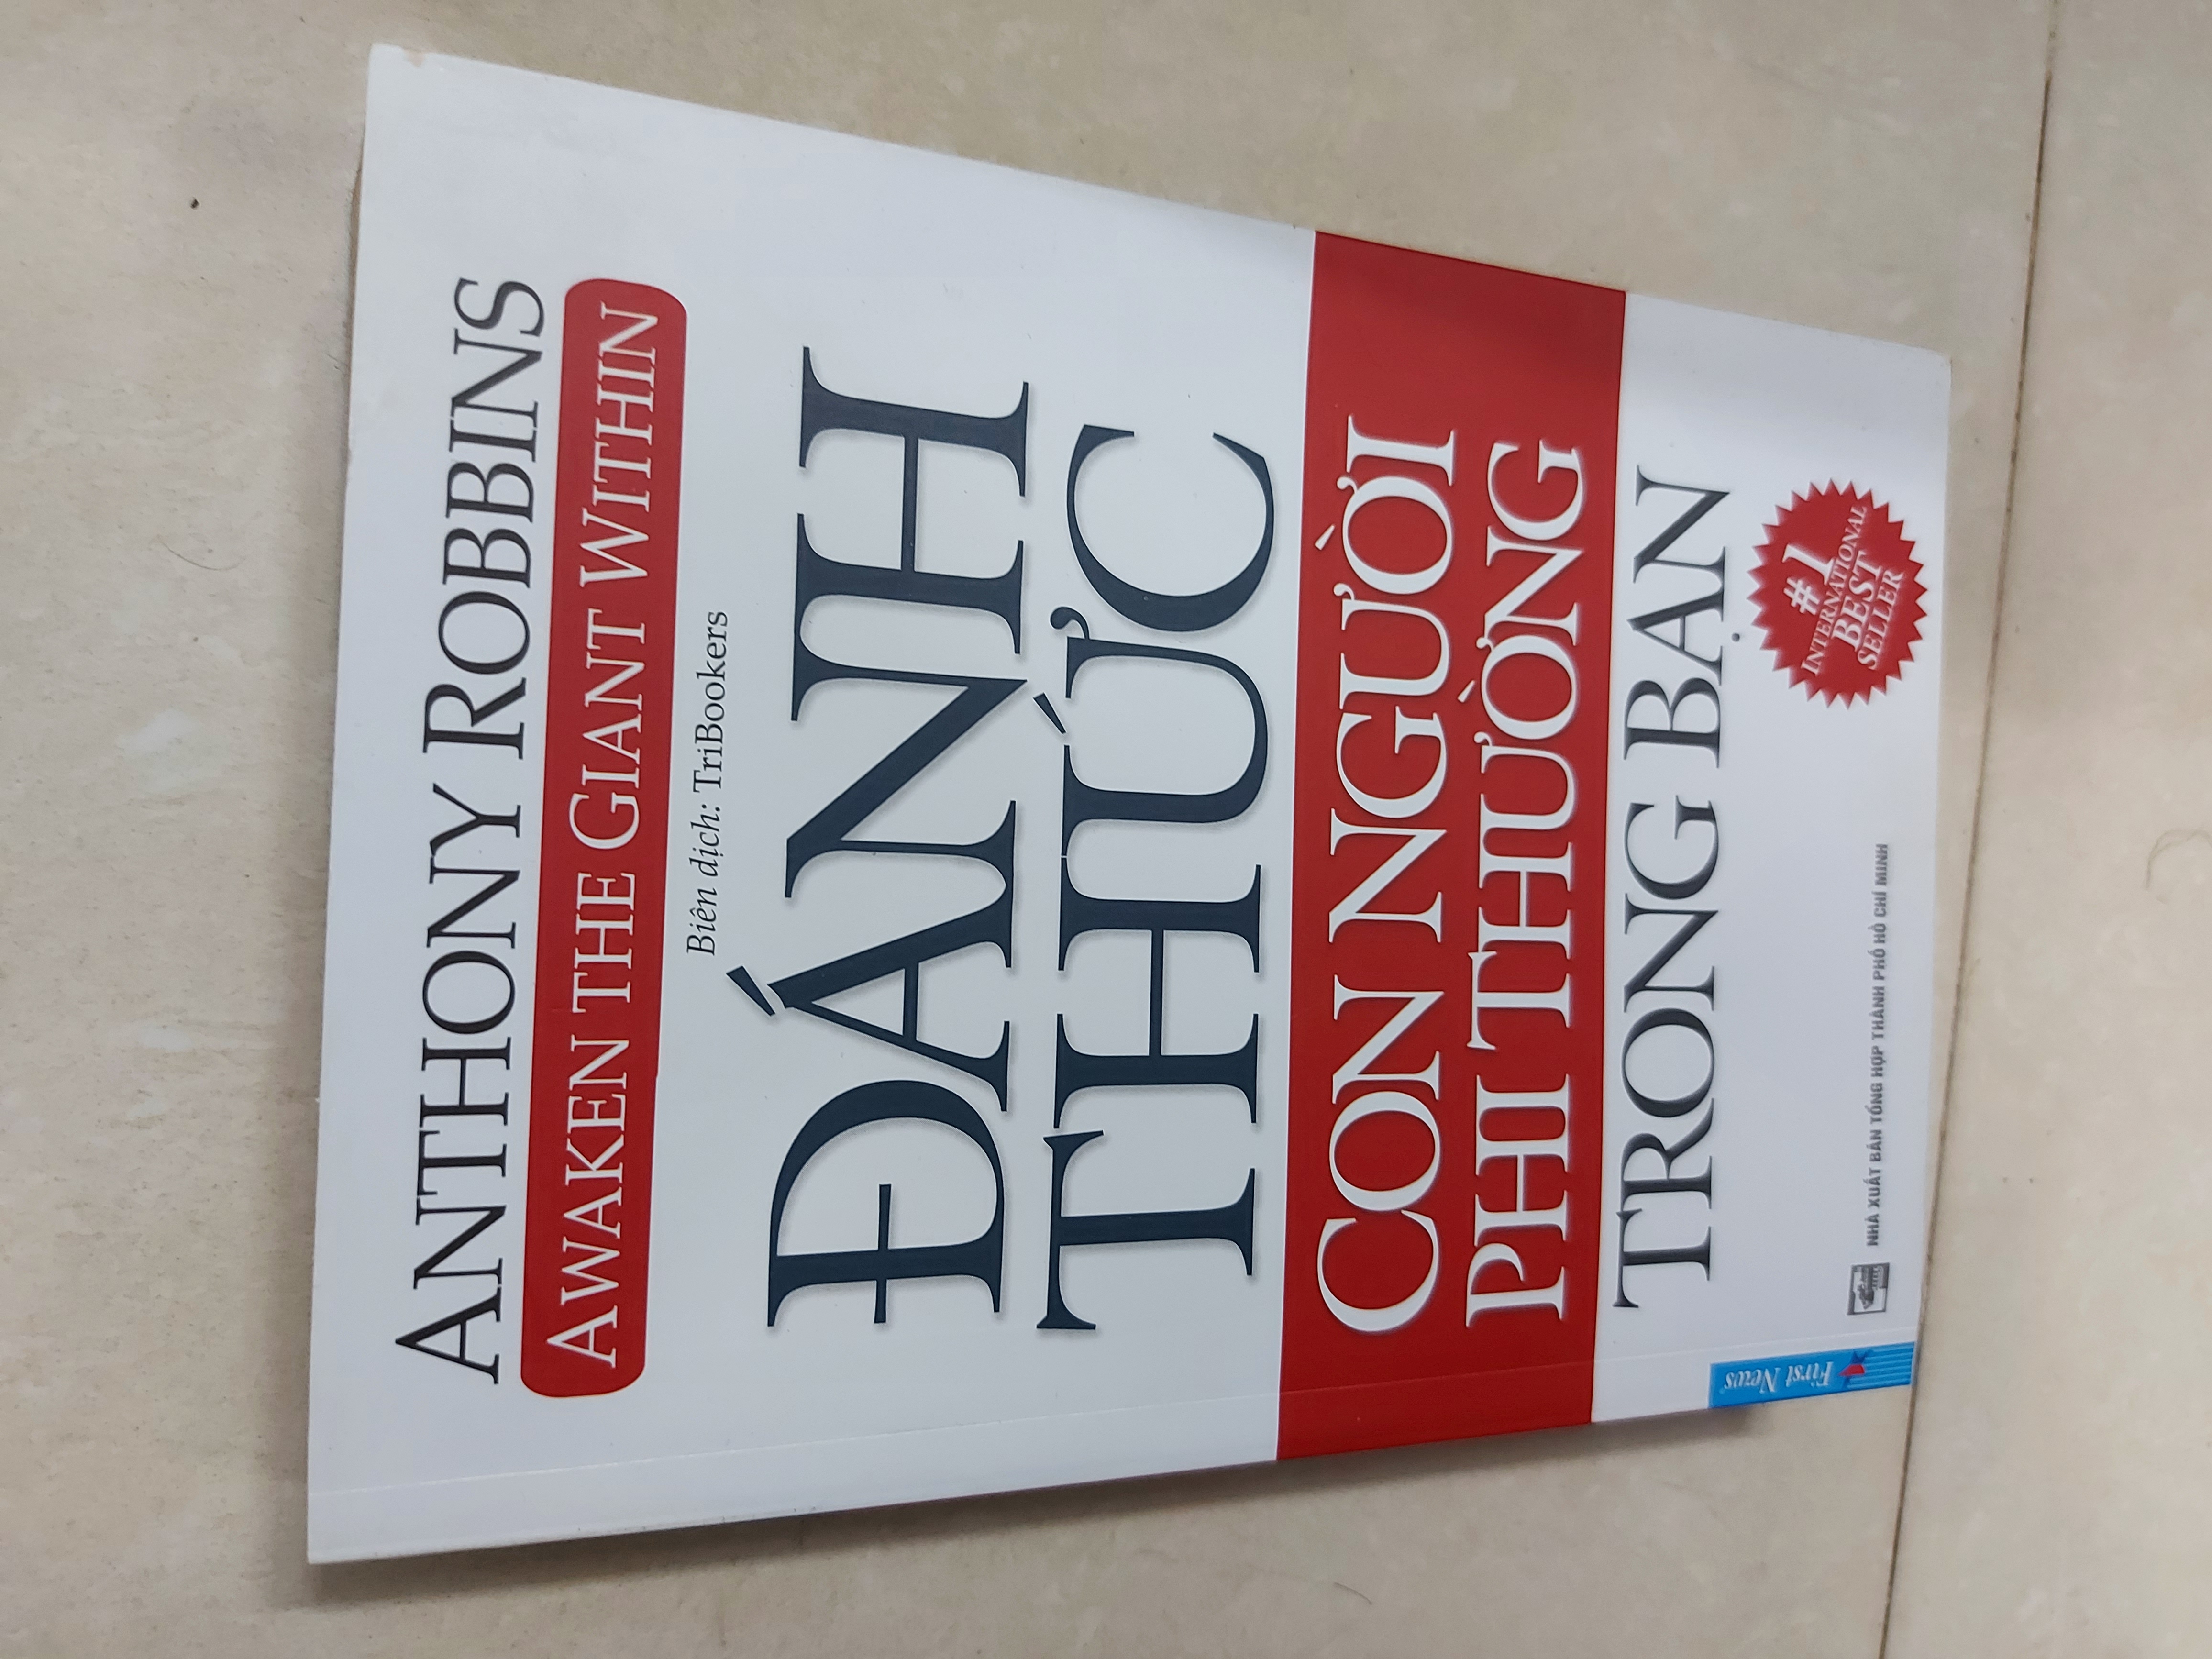 ANTHONY ROBBINS
AWAKEN THE GIANT WITHIN
Biên dịch: TriBookers
ĐÁNH
THỨC
CON NGƯỜI
PHI THƯỜNG
TRONG BẠN
First News
NHÀ XUẤT BẢN TỔNG HỢP THÀNH PHỐ HỒ CHÍ MINH
#1
INTERNATIONAL
BEST
SELLER